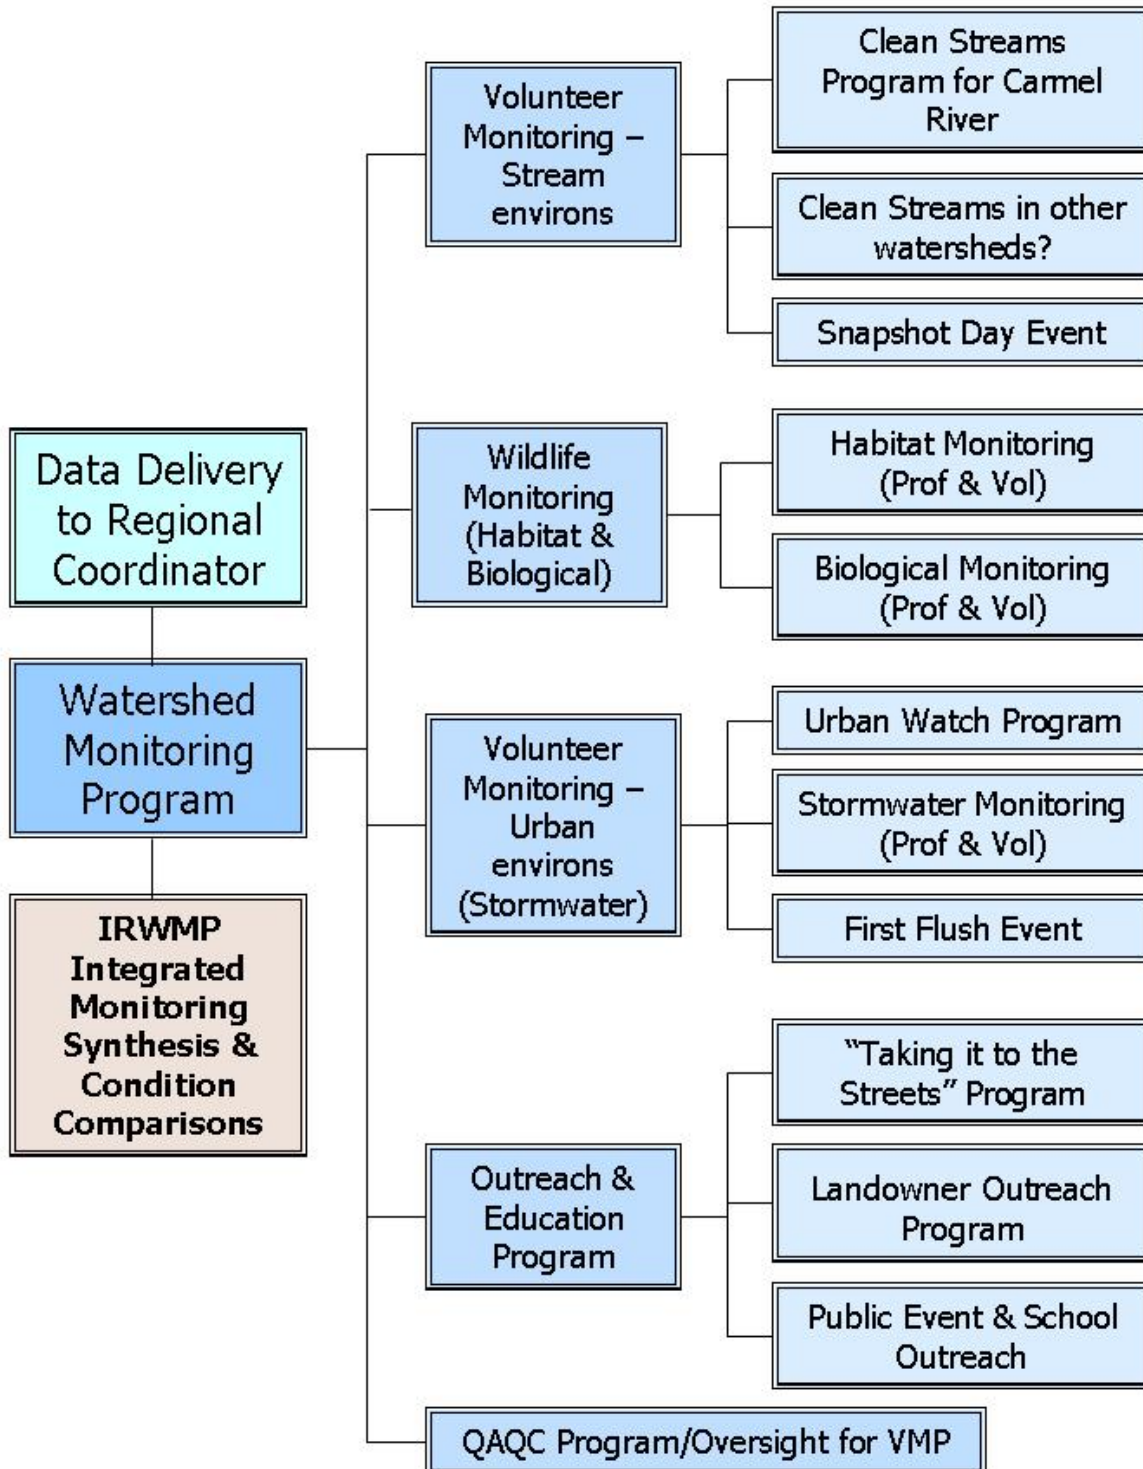 Data Delivery
to Regional
Coordinator
Watershed
Monitoring
Program
IRWMP
Integrated
Monitoring
Synthesis &
Condition
Comparisons
Volunteer
Monitoring –
Stream
environs
Clean Streams
Program for Carmel
River
Clean Streams in other
watersheds?
Snapshot Day Event
Wildlife
Monitoring
(Habitat &
Biological)
Habitat Monitoring
(Prof & Vol)
Biological Monitoring
(Prof & Vol)
Volunteer
Monitoring –
Urban
environs
(Stormwater)
Urban Watch Program
Stormwater Monitoring
(Prof & Vol)
First Flush Event
Outreach &
Education
Program
“Taking it to the
Streets” Program
Landowner Outreach
Program
Public Event & School
Outreach
QAQC Program/Oversight for VMP